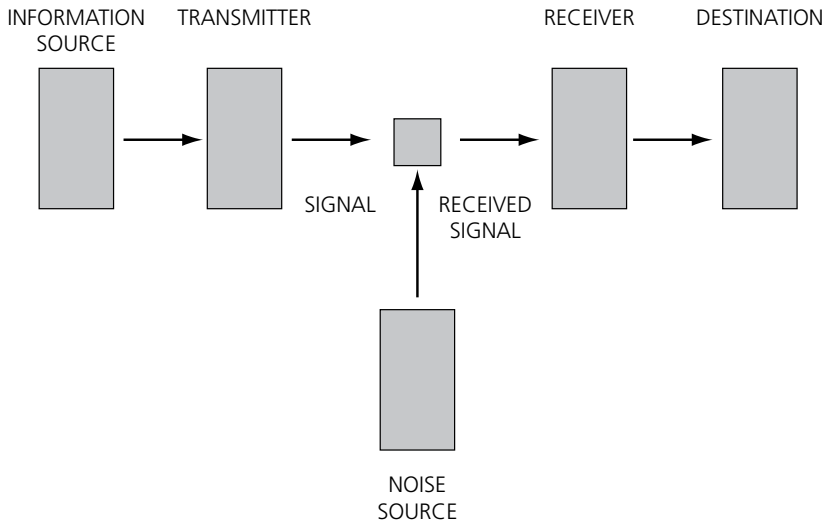 INFORMATION
SOURCE
TRANSMITTER
RECEIVER
DESTINATION
SIGNAL
RECEIVED
SIGNAL
NOISE
SOURCE